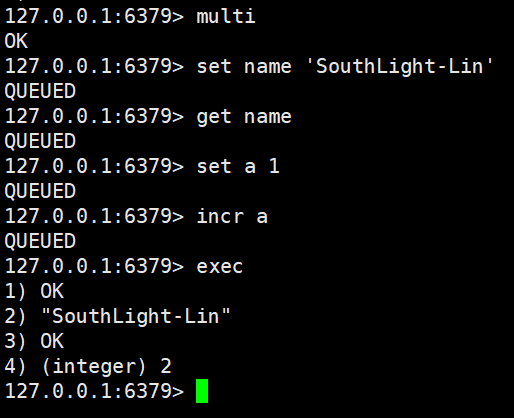 127.0.0.1:6379> multi
OK
127.0.0.1:6379> set name 'SouthLight-Lin'
QUEUED
127.0.0.1:6379> get name
QUEUED
127.0.0.1:6379> set a 1
QUEUED
127.0.0.1:6379> incr a
QUEUED
127.0.0.1:6379> exec
1) OK
2) "SouthLight-Lin"
3) OK
4) (integer) 2
127.0.0.1:6379>